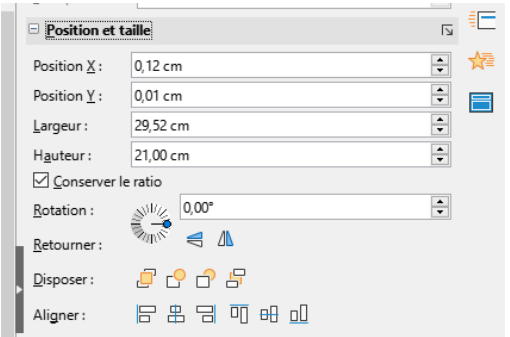 Position et taille
Position X : 0,12 cm
Position Y : 0,01 cm
Largeur : 29,52 cm
Hauteur : 21,00 cm
Conserver le ratio
Rotation : 0,00°
Retourner :
Disposer :
Aligner :